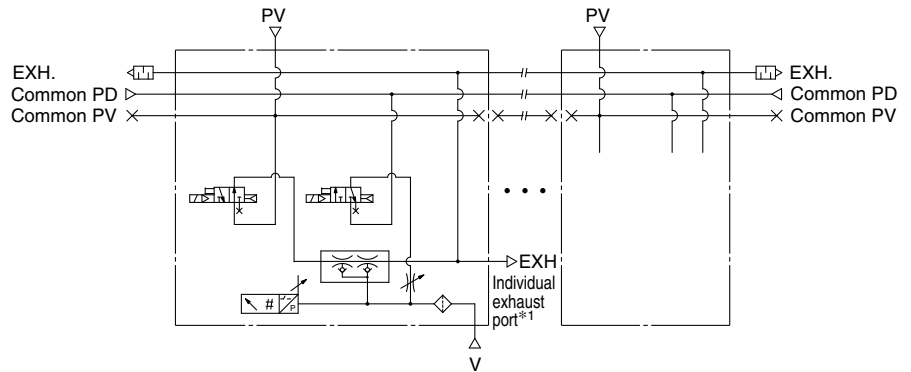 PV
PV
EXH.
EXH.
Common PD
Common PD
Common PV
Common PV
• • •
EXH
Individual
exhaust
port*1
#
P
V